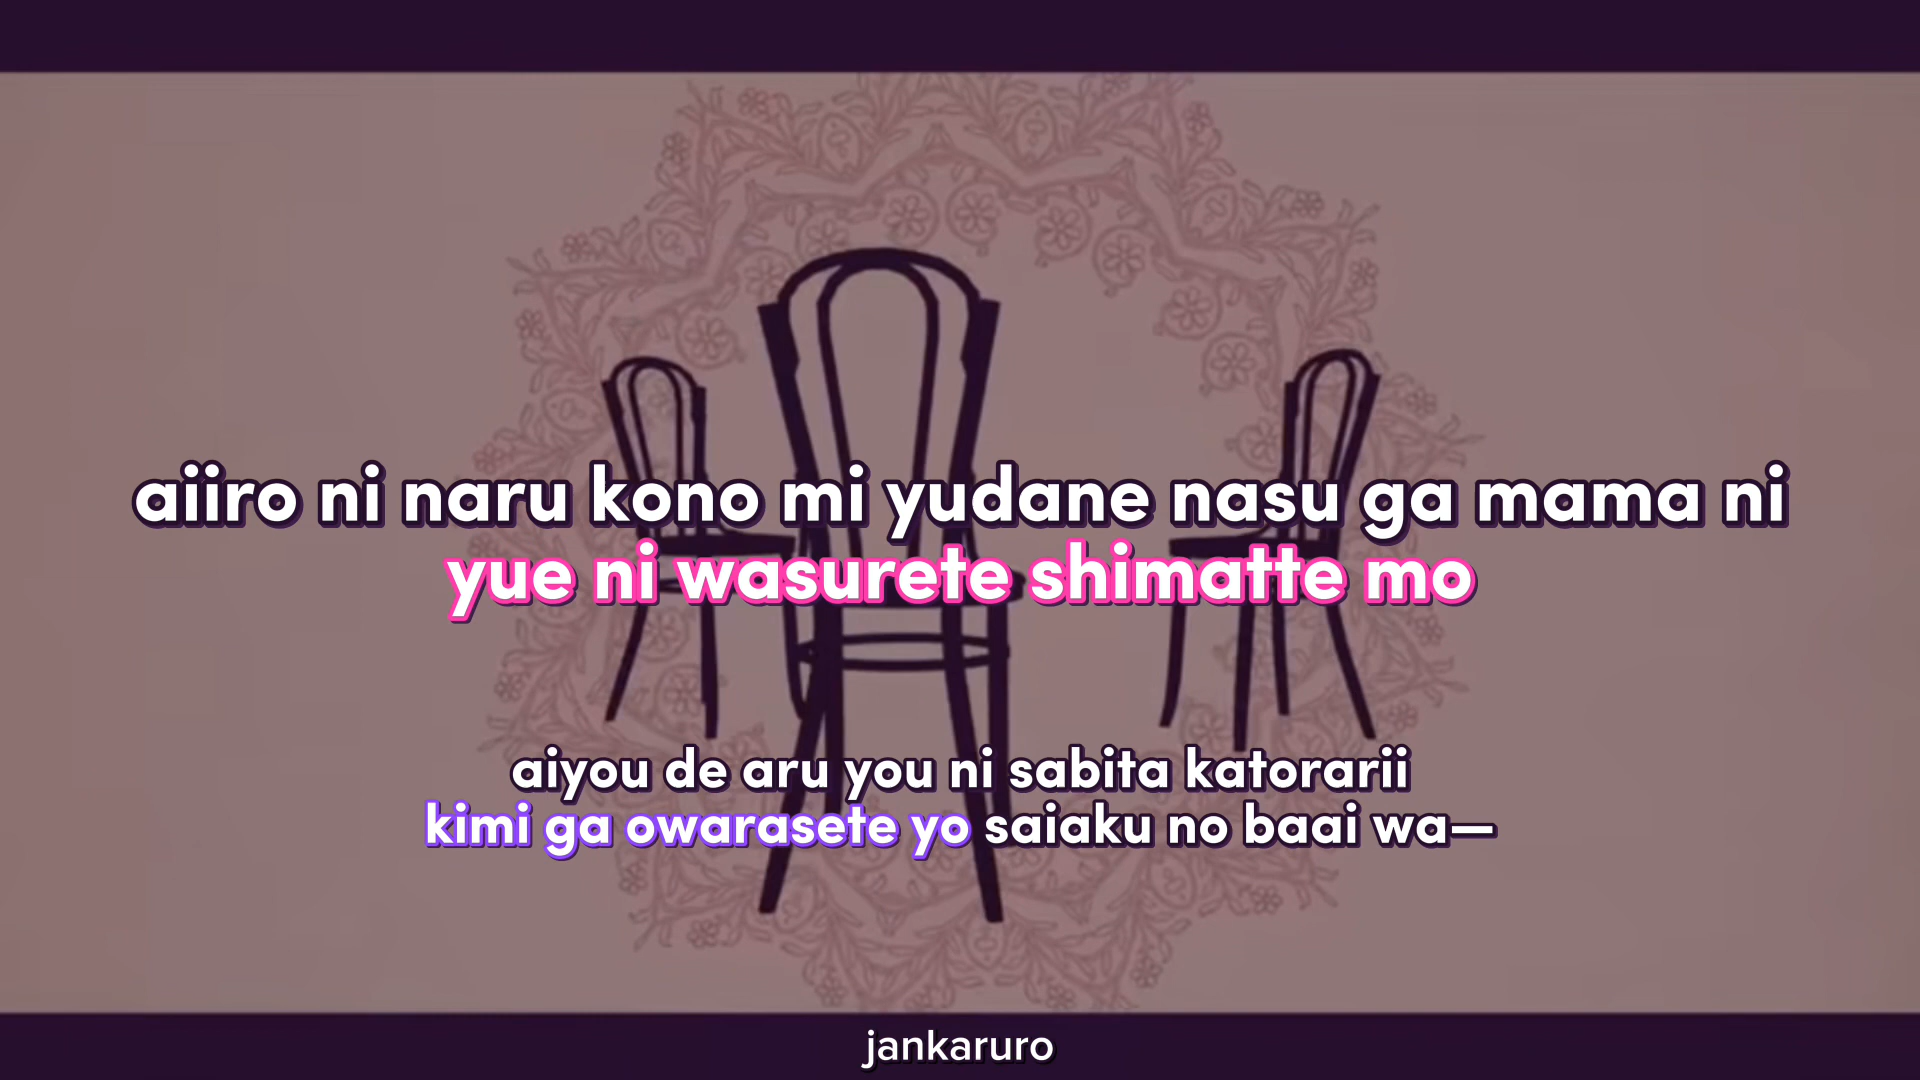 aiiro ni naru kono mi yudane nasu ga mama ni
yue ni wasurete shimatte mo
aiyou de aru you ni sabita katorarii
kimi ga owarasete yo saiaku no baai wa—
jankaruro